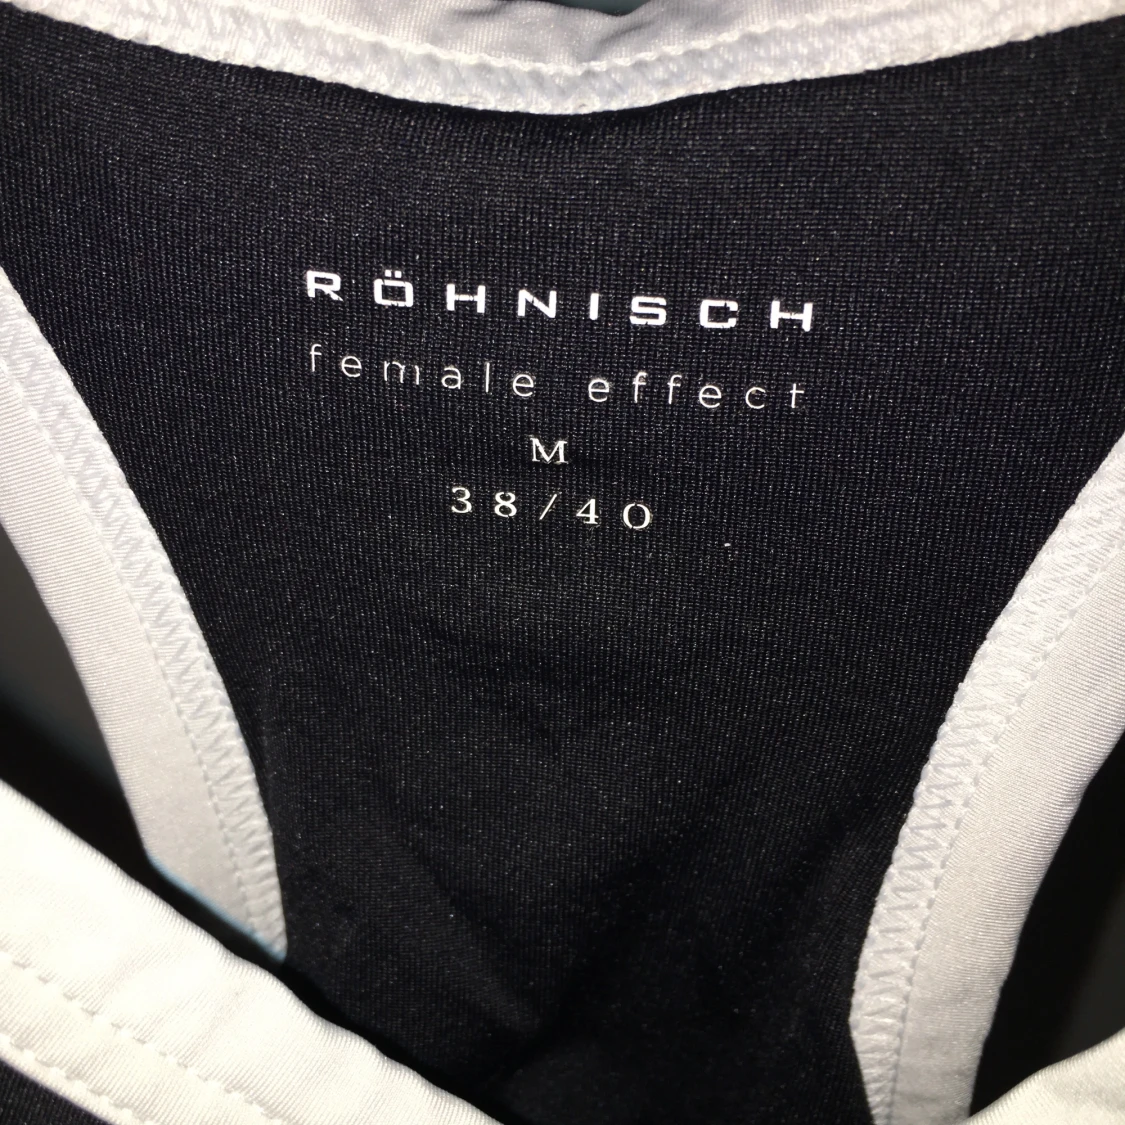 RÖHNISCH
female effect
M
38/40